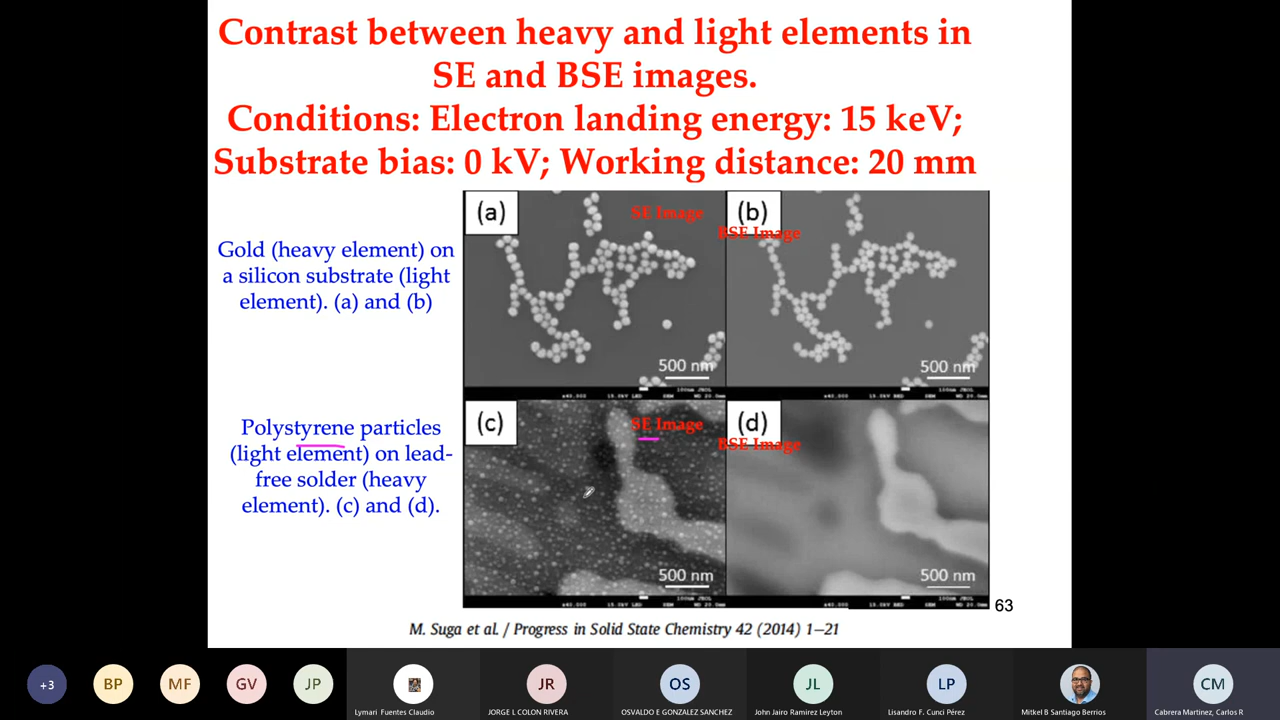 Contrast between heavy and light elements in
SE and BSE images.
Conditions: Electron landing energy: 15 keV;
Substrate bias: 0 kV; Working distance: 20 mm
Gold (heavy element) on
a silicon substrate (light
element). (a) and (b)
(a)
SE Image
500 nm
(b)
BSE Image
500 nm
Polystyrene particles
(light element) on lead-
free solder (heavy
element). (c) and (d).
(c)
SE Image
500 nm
(d)
BSE Image
500 nm
63
M. Suga et al. / Progress in Solid State Chemistry 42 (2014) 1–21
+3
BP
MF
GV
JP
Lymari Fuentes Claudio
JR
JORGE L COLON RIVERA
OS
OSVALDO E GONZALEZ SANCHEZ
JL
John Jairo Ramirez Leyton
LP
Lisandro F. Cunci Pérez
Mitkel B Santiago Berrios
CM
Cabrera Martinez, Carlos R